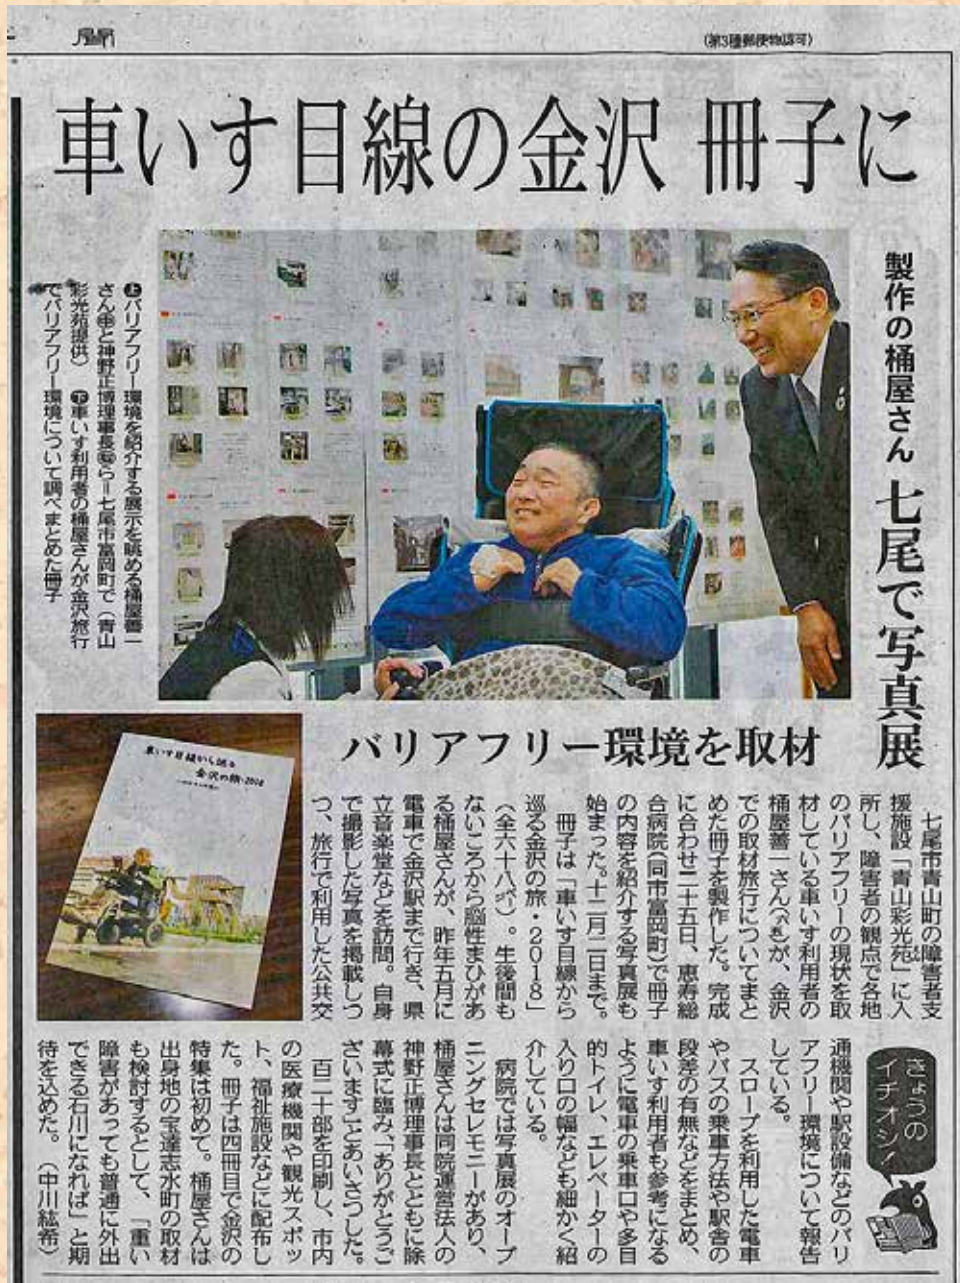 (第3種郵便物認可)
車いす目線の金沢 冊子に
製作の桶屋さん 七尾で写真展
㊤バリアフリー環境を紹介する展示を眺める桶屋善一
さん㊥と神野正博理事長㊨ら=七尾市富岡町で(青山
彩光苑提供) ㊦車いす利用者の桶屋さんが金沢旅行
でバリアフリー環境について調べまとめた冊子
バリアフリー環境を取材
車いす目線から巡る
金沢の旅・2018
七尾市青山町の障害者支
援施設「青山彩光苑」に入
所し、障害者の観点で各地
のバリアフリーの現状を取
材している車いす利用者の
桶屋善一さんが、金沢
での取材旅行についてまと
めた冊子を製作した。完成
に合わせ二十五日、恵寿総
合病院(同市富岡町)で冊子
の内容を紹介する写真展も
始まった。十二月二日まで。
冊子は「車いす目線から
巡る金沢の旅・2018」
(全六十八㌻)。生後間も
ないころから脳性まひがあ
る桶屋さんが、昨年五月に
電車で金沢駅まで行き、県
立音楽堂などを訪問。自身
で撮影した写真を掲載しつ
つ、旅行で利用した公共交
通機関や駅設備などのバリ
アフリー環境について報告
している。
スロープを利用した電車
やバスの乗車方法や駅舎の
段差の有無などをまとめ、
車いす利用者も参考になる
ように電車の乗車口や多目
的トイレ、エレベーターの
入り口の幅なども細かく紹
介している。
病院では写真展のオープ
ニングセレモニーがあり、
桶屋さんは同院運営法人の
神野正博理事長とともに除
幕式に臨み、「ありがとうご
ざいます」とあいさつした。
百二十部を印刷し、市内
の医療機関や観光スポッ
ト、福祉施設などに配布し
た。冊子は四冊目で金沢の
特集は初めて。桶屋さんは
出身地の宝達志水町の取材
も検討するとして、「重い
障害があっても普通に外出
できる石川になれば」と期
待を込めた。(中川紘希)
きょうの
イチオシ!